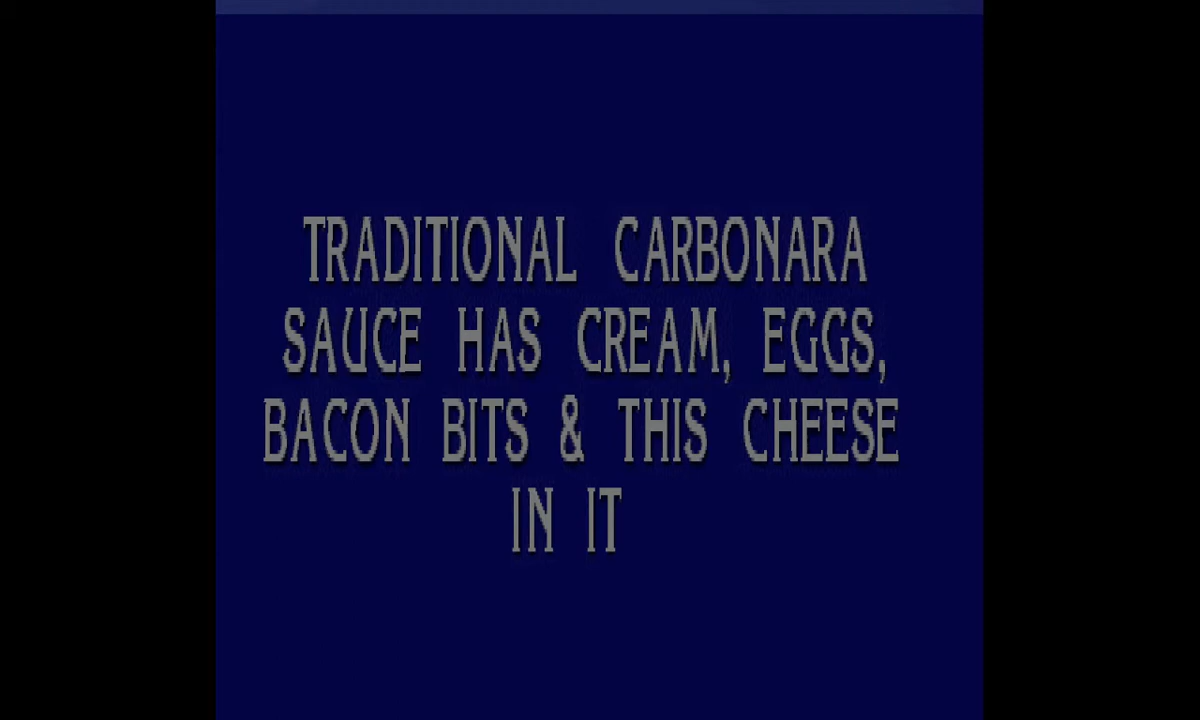 TRADITIONAL CARBONARA
SAUCE HAS CREAM, EGGS,
BACON BITS & THIS CHEESE
IN IT